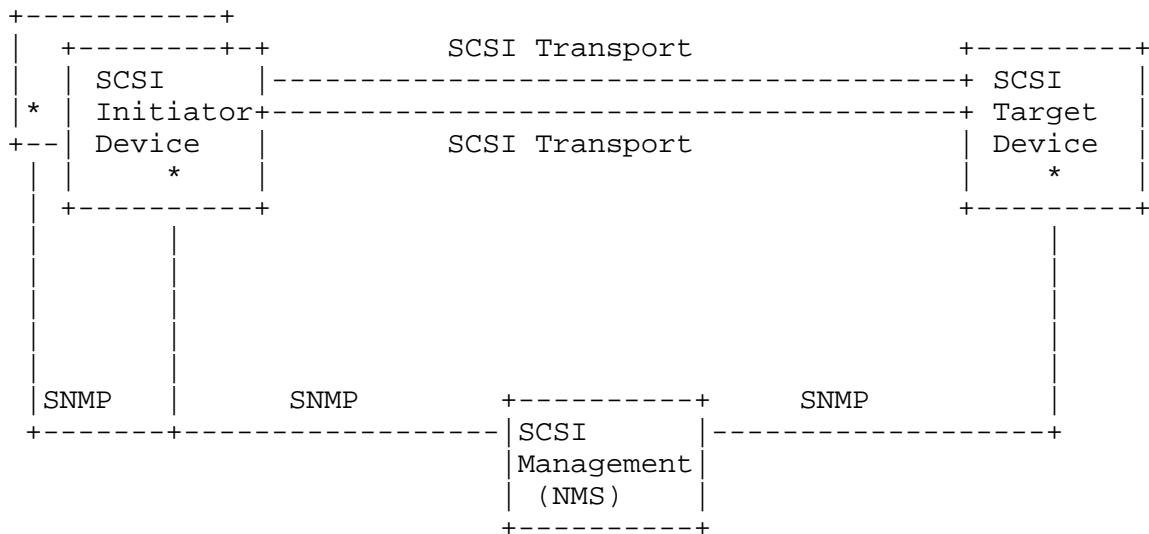 SCSI Transport
SCSI SCSI
* Initiator Target
Device SCSI Transport Device
* *
SNMP SNMP SNMP
SCSI
Management
(NMS)